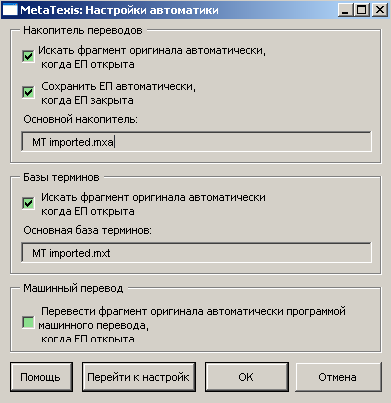 MetaTexis: Настройки автоматики
Накопитель переводов
Искать фрагмент оригинала автоматически,
когда ЕП открыта
Сохранить ЕП автоматически,
когда ЕП закрыта
Основной накопитель:
MT imported.mxa
Базы терминов
Искать фрагмент оригинала автоматически
когда ЕП открыта
Основная база терминов:
MT imported.mxt
Машинный перевод
Перевести фрагмент оригинала автоматически программой
машинного перевода,
когда ЕП открыта
Помощь Перейти к настройк OK Отмена